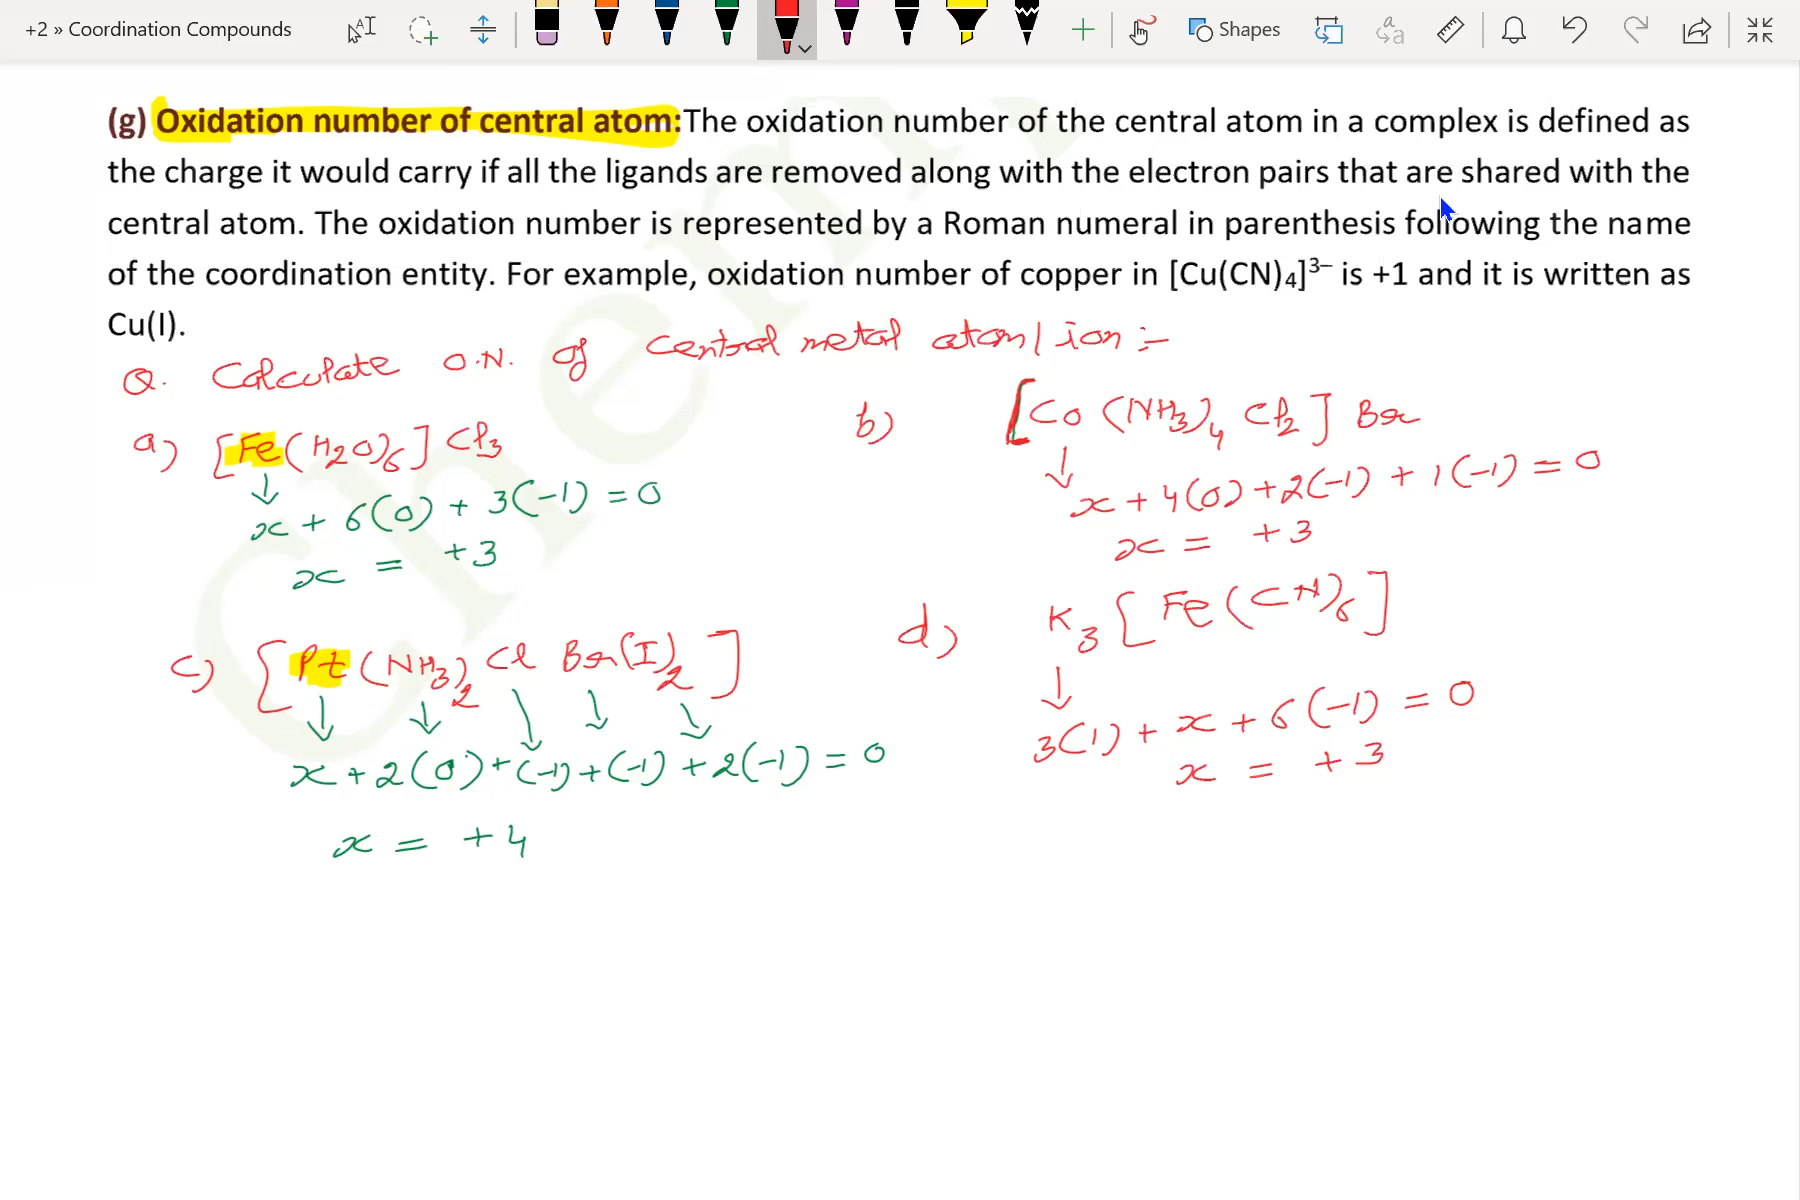 +2 » Coordination Compounds
Shapes
(g) Oxidation number of central atom:The oxidation number of the central atom in a complex is defined as
the charge it would carry if all the ligands are removed along with the electron pairs that are shared with the
central atom. The oxidation number is represented by a Roman numeral in parenthesis following the name
of the coordination entity. For example, oxidation number of copper in [Cu(CN)₄]³⁻ is +1 and it is written as
Cu(I).
Q. Calculate O.N. of central metal atom/ion :-
a) [Fe(H₂O)₆]Cl₃
↓
x + 6(0) + 3(-1) = 0
x = +3
b) [Co(NH₃)₄Cl₂]Br
↓
x + 4(0) + 2(-1) + 1(-1) = 0
x = +3
c) [Pt(NH₃)₂ Cl Br(I)₂]
↓ ↓ ↓ ↓ ↓
x + 2(0) + (-1) + (-1) + 2(-1) = 0
x = +4
d) K₃[Fe(CN)₆]
↓
3(1) + x + 6(-1) = 0
x = +3
Chem